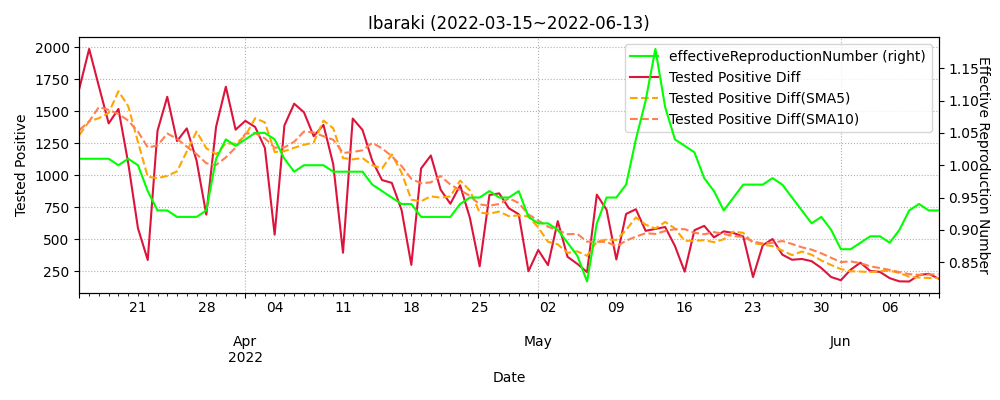 Ibaraki (2022-03-15~2022-06-13)
effectiveReproductionNumber (right)
Tested Positive Diff
Tested Positive Diff(SMA5)
Tested Positive Diff(SMA10)
Tested Positive
2000
1750
1500
1250
1000
750
500
250
Effective Reproduction Number
1.15
1.10
1.05
1.00
0.95
0.90
0.85
21 28 04 11 18 25 02 09 16 23 30 06
Apr May Jun
2022
Date